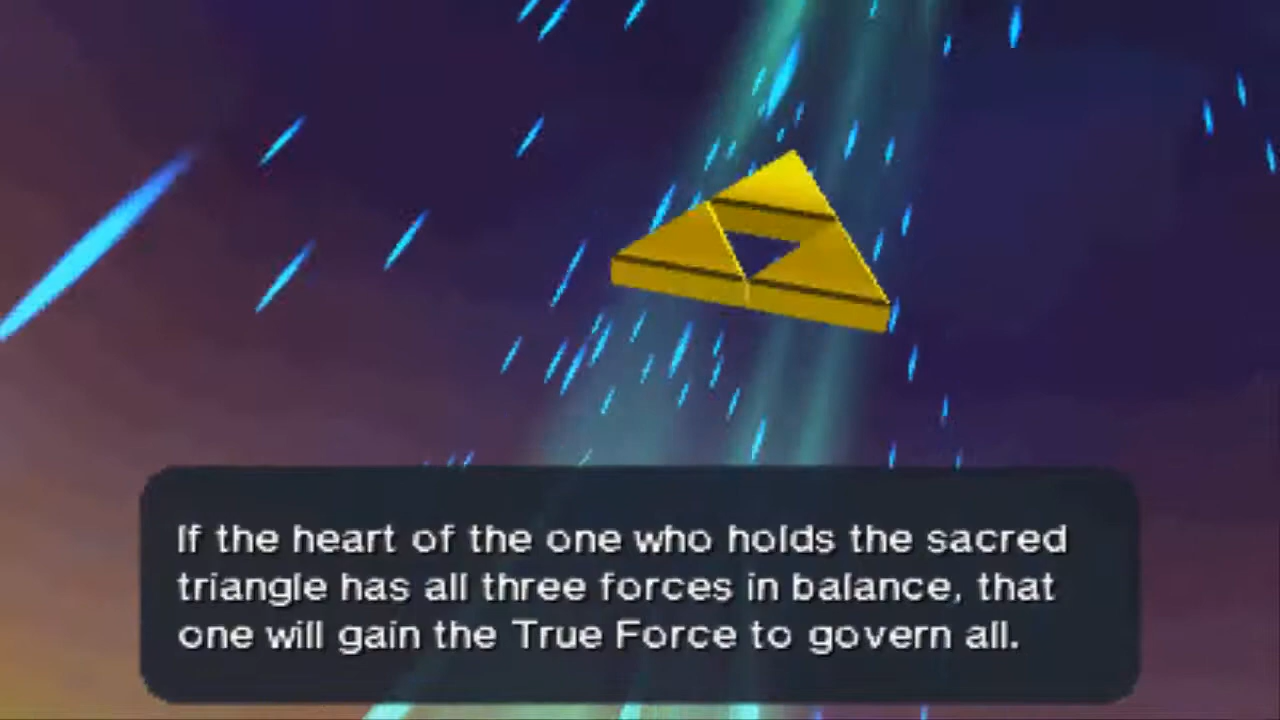 If the heart of the one who holds the sacred
triangle has all three forces in balance, that
one will gain the True Force to govern all.